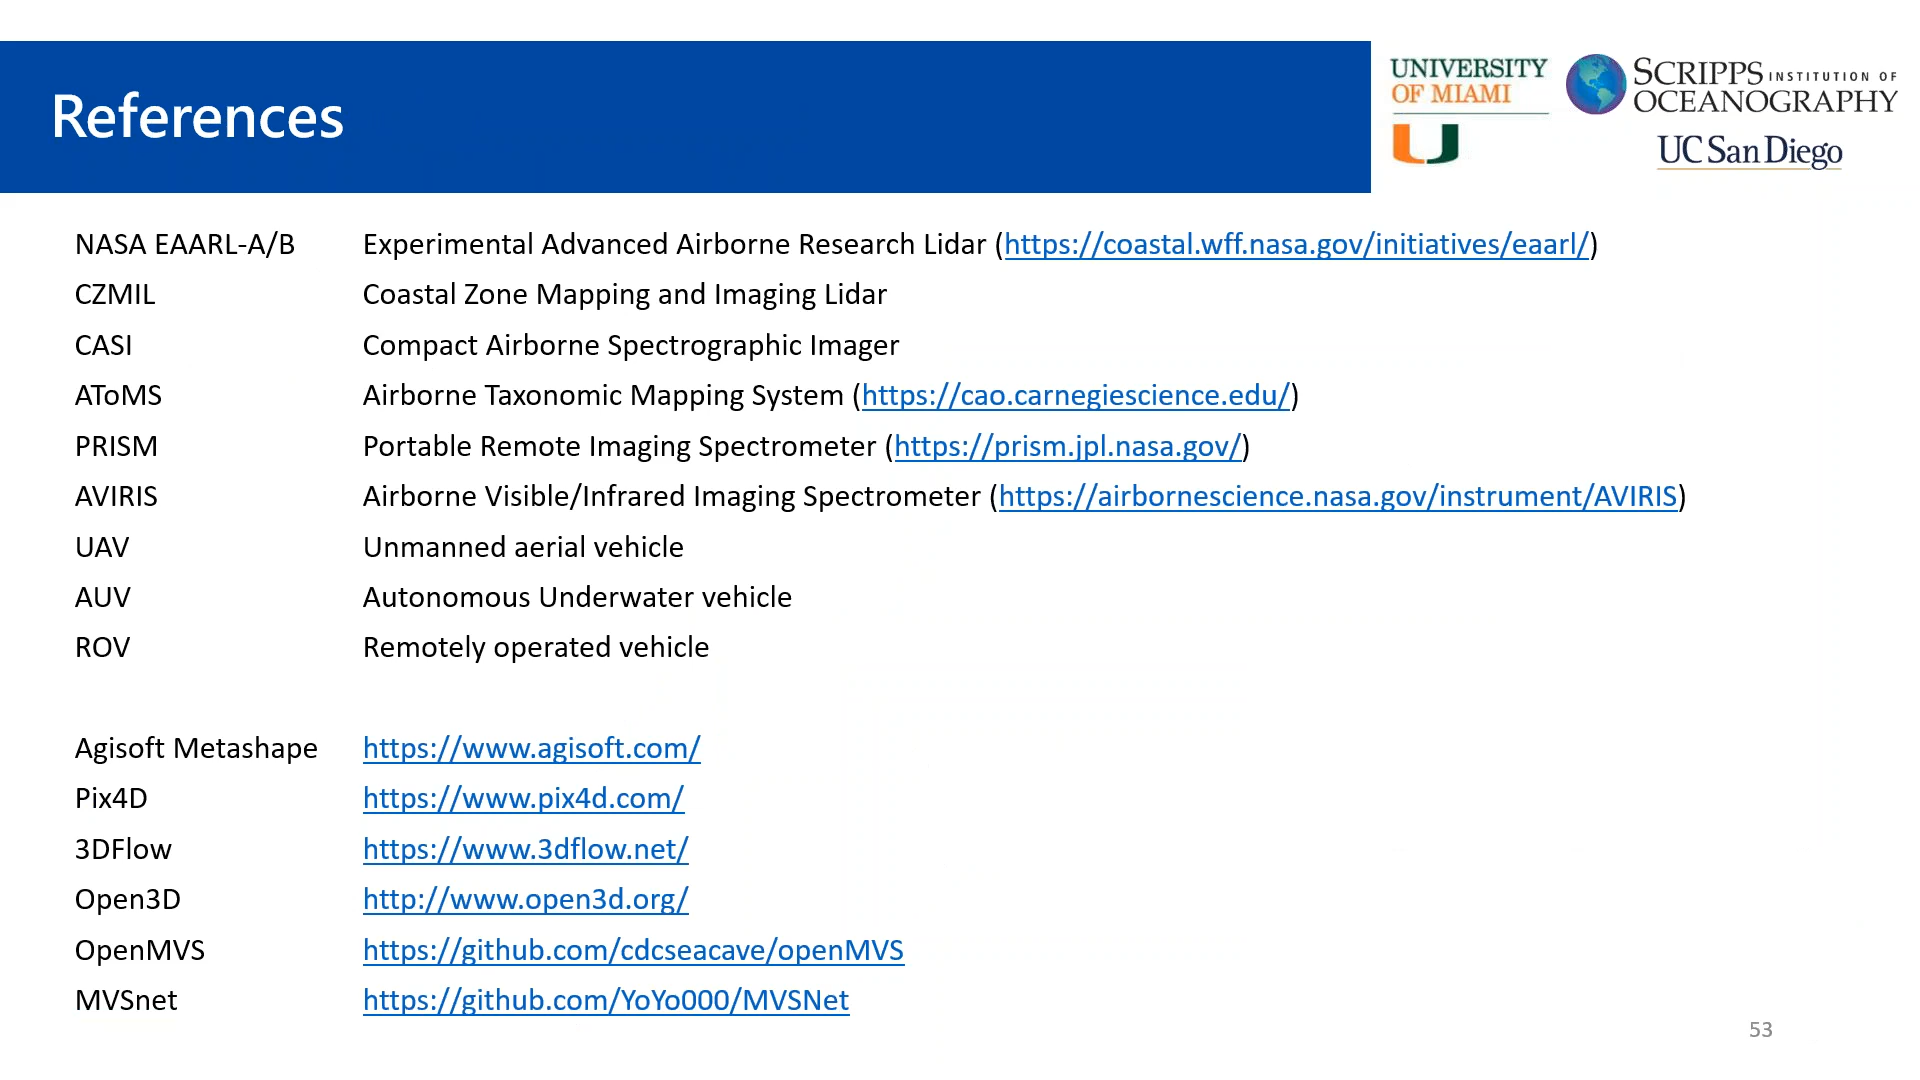 References
UNIVERSITY
OF MIAMI
SCRIPPS INSTITUTION OF
OCEANOGRAPHY
UC San Diego
NASA EAARL-A/B Experimental Advanced Airborne Research Lidar (https://coastal.wff.nasa.gov/initiatives/eaarl/)
CZMIL Coastal Zone Mapping and Imaging Lidar
CASI Compact Airborne Spectrographic Imager
AToMS Airborne Taxonomic Mapping System (https://cao.carnegiescience.edu/)
PRISM Portable Remote Imaging Spectrometer (https://prism.jpl.nasa.gov/)
AVIRIS Airborne Visible/Infrared Imaging Spectrometer (https://airbornescience.nasa.gov/instrument/AVIRIS)
UAV Unmanned aerial vehicle
AUV Autonomous Underwater vehicle
ROV Remotely operated vehicle
Agisoft Metashape https://www.agisoft.com/
Pix4D https://www.pix4d.com/
3DFlow https://www.3dflow.net/
Open3D http://www.open3d.org/
OpenMVS https://github.com/cdcseacave/openMVS
MVSnet https://github.com/YoYo000/MVSNet
53